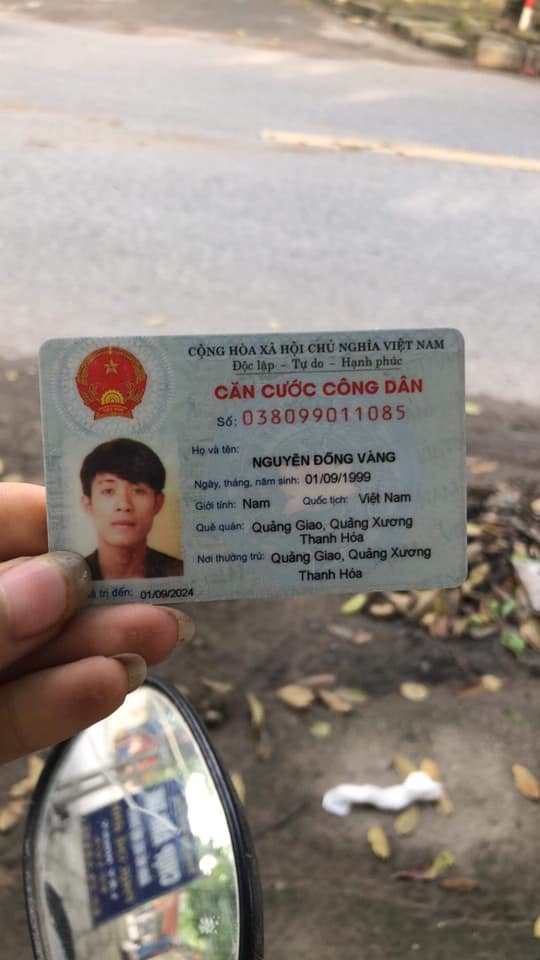 CỘNG HÒA XÃ HỘI CHỦ NGHĨA VIỆT NAM
Độc lập - Tự do - Hạnh phúc
CĂN CƯỚC CÔNG DÂN
Số: 038099011085
Họ và tên:
NGUYỄN ĐỒNG VÀNG
Ngày, tháng, năm sinh: 01/09/1999
Giới tính: Nam Quốc tịch: Việt Nam
Quê quán: Quảng Giao, Quảng Xương
Thanh Hóa
Nơi thường trú: Quảng Giao, Quảng Xương
Thanh Hóa
trị đến: 01/09/2024